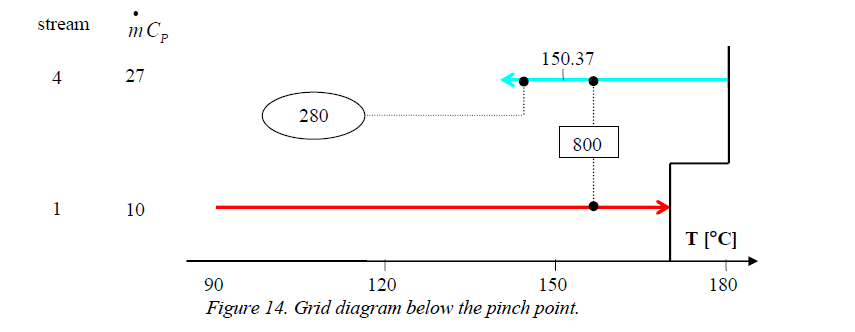 stream ṁ C_P
150.37
4 27
280
800
1 10
T [°C]
90 120 150 180
Figure 14. Grid diagram below the pinch point.